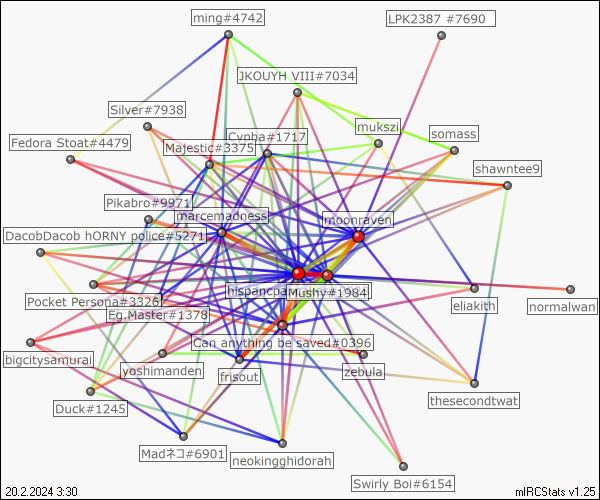 ming#4742
LPK2387 #7690
JKOUYH VIII#7034
Silver#7938
mukszi
Cypha#1717
somass
Fedora Stoat#4479
Majestic#3375
shawntee9
Pikabro#9971
marcemadness
moonraven
DacobDacob hORNY police#5271
hispancpa
Mushy#1984
Pocket Persona#3326
eliakith
normalwan
Eg.Master#1378
Can anything be saved#0396
bigcitysamurai
yoshimanden
frisout
zebula
thesecondtwat
Duck#1245
Madネコ#6901
neokingghidorah
Swirly Boi#6154
20.2.2024 3:30
mIRCStats v1.25